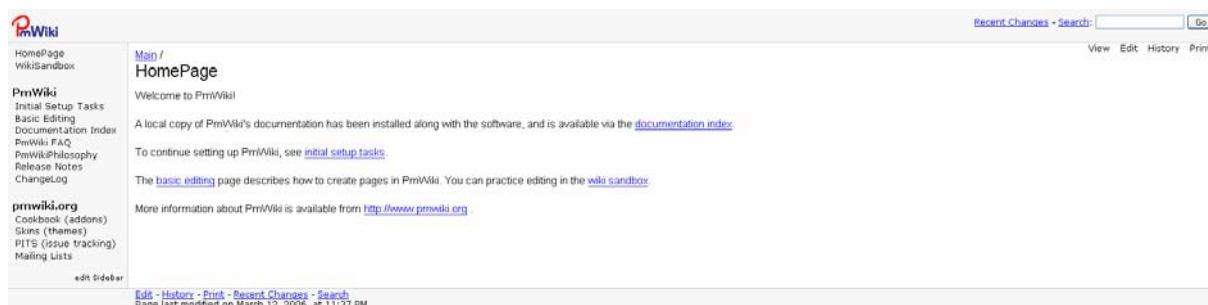 PmWiki
Recent Changes - Search: Go
View Edit History Print
HomePage
WikiSandbox
PmWiki
Initial Setup Tasks
Basic Editing
Documentation Index
PmWiki FAQ
PmWikiPhilosophy
Release Notes
ChangeLog
pmwiki.org
Cookbook (addons)
Skins (themes)
PITS (issue tracking)
Mailing Lists
edit SideBar
Main /
HomePage
Welcome to PmWiki!
A local copy of PmWiki's documentation has been installed along with the software, and is available via the documentation index.
To continue setting up PmWiki, see initial setup tasks.
The basic editing page describes how to create pages in PmWiki. You can practice editing in the wiki sandbox.
More information about PmWiki is available from http://www.pmwiki.org .
Edit - History - Print - Recent Changes - Search
Page last modified on March 12, 2006, at 11:37 PM